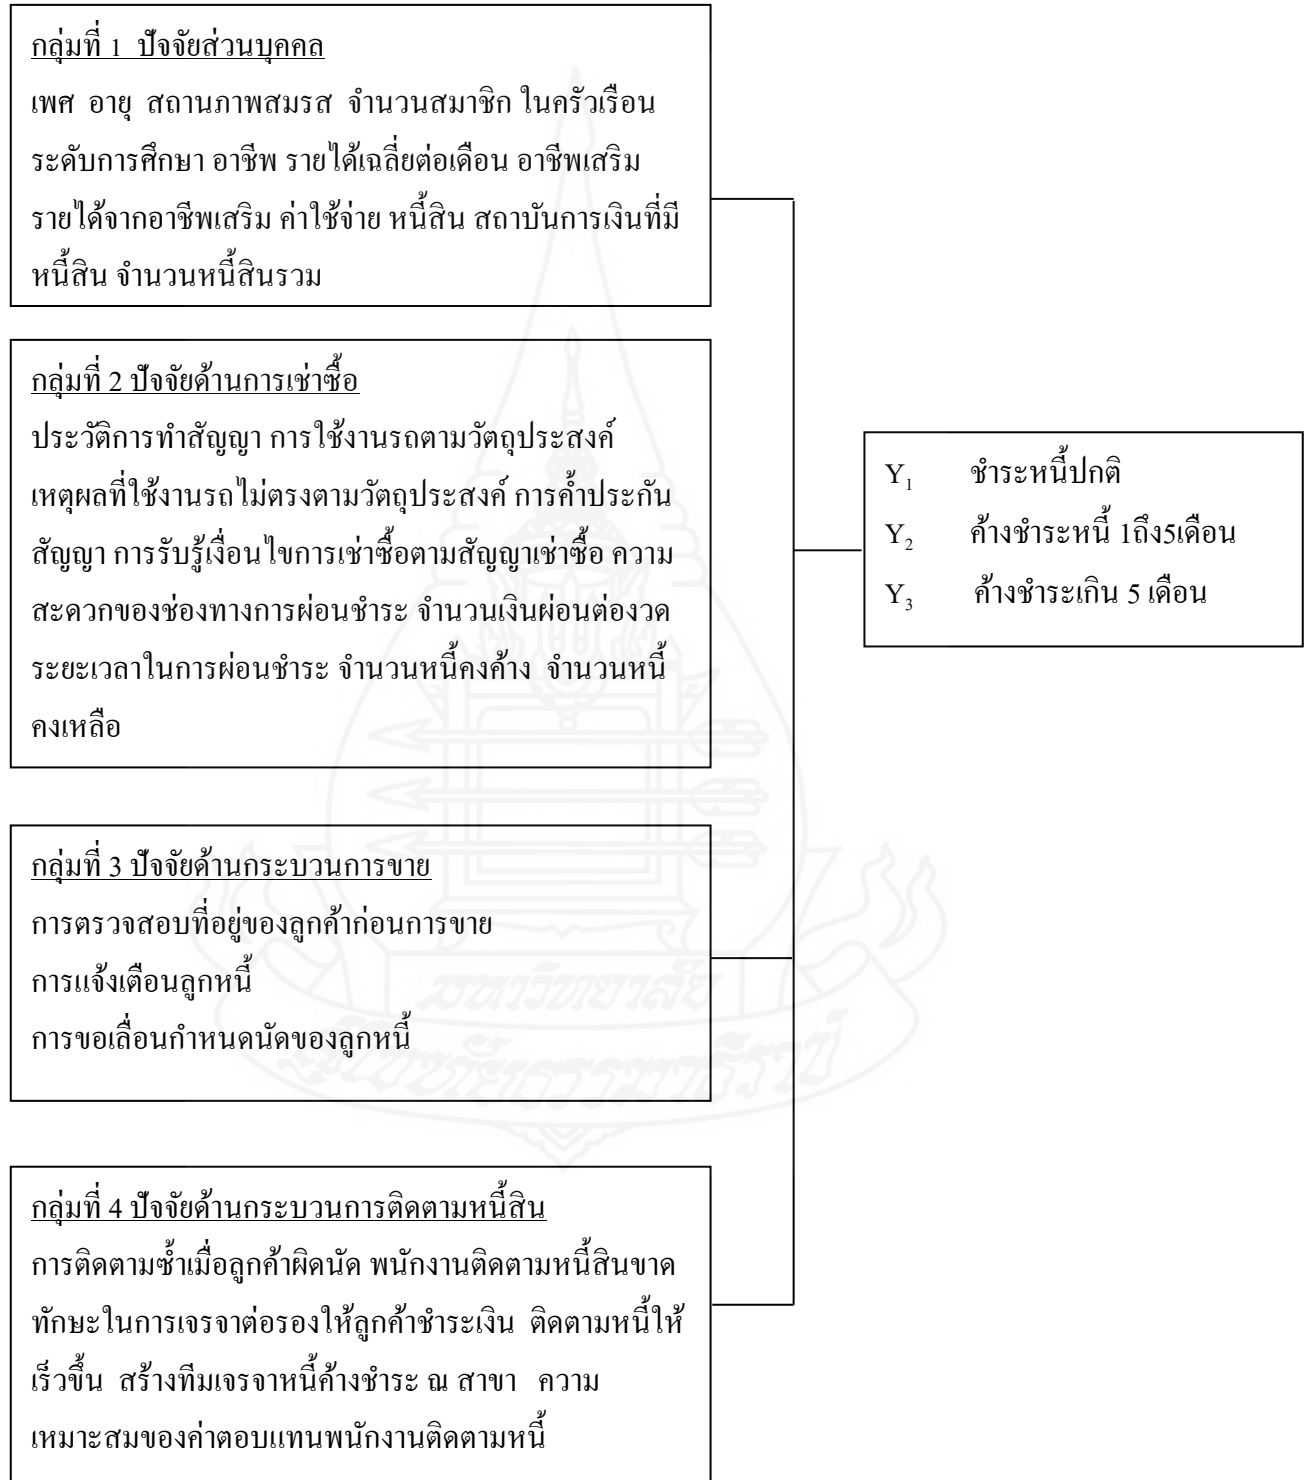 กลุ่มที่ 1 ปัจจัยส่วนบุคคล
เพศ อายุ สถานภาพสมรส จำนวนสมาชิก ในครัวเรือน
ระดับการศึกษา อาชีพ รายได้เฉลี่ยต่อเดือน อาชีพเสริม
รายได้จากอาชีพเสริม ค่าใช้จ่าย หนี้สิน สถาบันการเงินที่มี
หนี้สิน จำนวนหนี้สินรวม
กลุ่มที่ 2 ปัจจัยด้านการเช่าซื้อ
ประวัติการทำสัญญา การใช้งานรถตามวัตถุประสงค์
เหตุผลที่ใช้งานรถไม่ตรงตามวัตถุประสงค์ การค้ำประกัน
สัญญา การรับรู้เงื่อนไขการเช่าซื้อตามสัญญาเช่าซื้อ ความ
สะดวกของช่องทางการผ่อนชำระ จำนวนเงินผ่อนต่องวด
ระยะเวลาในการผ่อนชำระ จำนวนหนี้คงค้าง จำนวนหนี้
คงเหลือ
กลุ่มที่ 3 ปัจจัยด้านกระบวนการขาย
การตรวจสอบที่อยู่ของลูกค้าก่อนการขาย
การแจ้งเตือนลูกหนี้
การขอเลื่อนกำหนดนัดของลูกหนี้
กลุ่มที่ 4 ปัจจัยด้านกระบวนการติดตามหนี้สิน
การติดตามซ้ำเมื่อลูกค้าผิดนัด พนักงานติดตามหนี้สินขาด
ทักษะในการเจรจาต่อรองให้ลูกค้าชำระเงิน ติดตามหนี้ให้
เร็วขึ้น สร้างทีมเจรจาหนี้ค้างชำระ ณ สาขา ความ
เหมาะสมของค่าตอบแทนพนักงานติดตามหนี้
Y₁ ชำระหนี้ปกติ
Y₂ ค้างชำระหนี้ 1ถึง5เดือน
Y₃ ค้างชำระเกิน 5 เดือน
มหาวิทยาลัย
สุโขทัยธรรมาธิราช